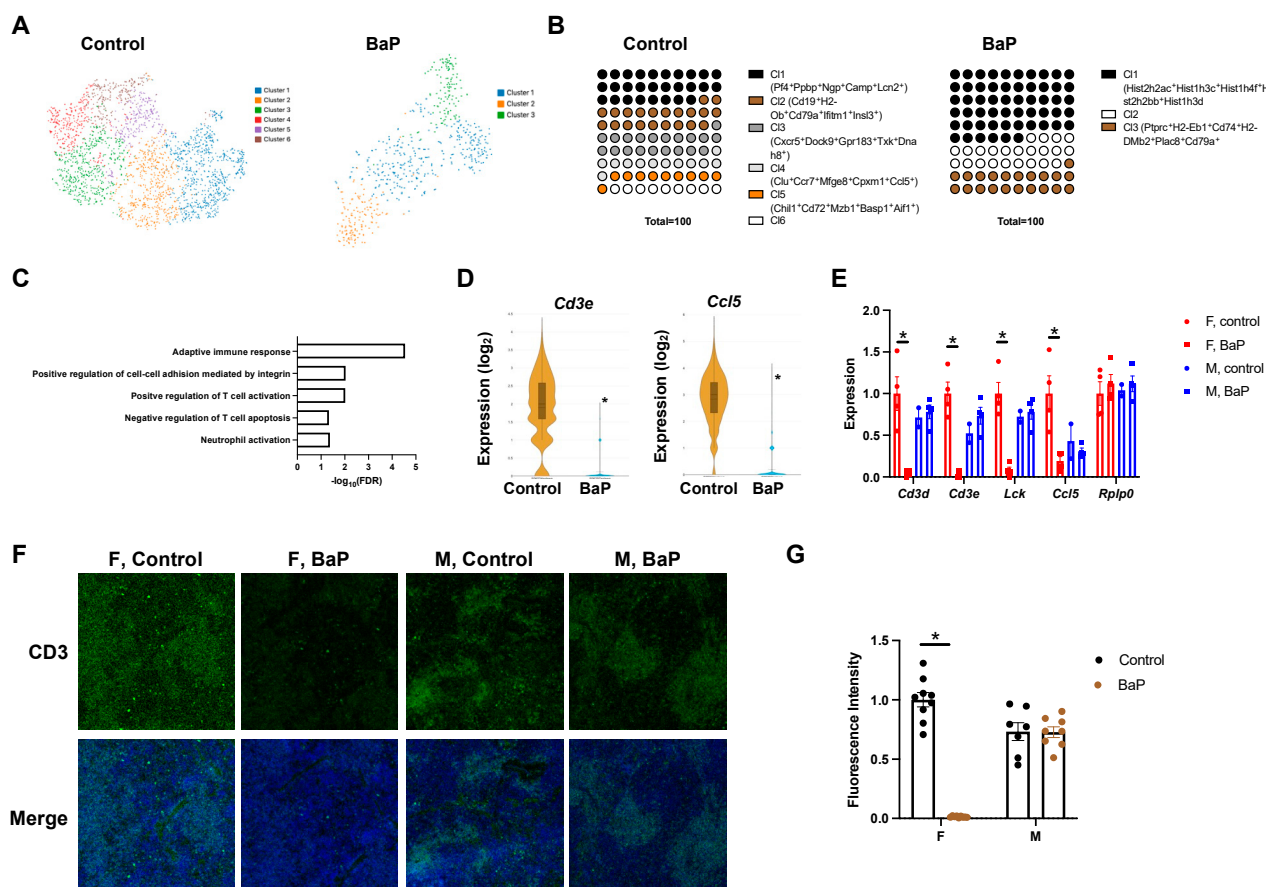 A
Control
BaP
Cluster 1
Cluster 2
Cluster 3
Cluster 4
Cluster 5
Cluster 6
Cluster 1
Cluster 2
Cluster 3
B
Control
BaP
Cl1
(Pf4⁺Ppbp⁺Ngp⁺Camp⁺Lcn2⁺)
Cl2 (Cd19⁺H2-
Ob⁺Cd79a⁺Ifitm1⁺Insl3⁺)
Cl3
(Cxcr5⁺Dock9⁺Gpr183⁺Txk⁺Dna
h8⁺)
Cl4
(Clu⁺Ccr7⁺Mfge8⁺Cpxm1⁺Ccl5⁺)
Cl5
(Chil1⁺Cd72⁺Mzb1⁺Basp1⁺Aif1⁺)
Cl6
Total=100
Cl1
(Hist2h2ac⁺Hist1h3c⁺Hist1h4f⁺H
st2h2bb⁺Hist1h3d
Cl2
Cl3 (Ptprc⁺H2-Eb1⁺Cd74⁺H2-
DMb2⁺Plac8⁺Cd79a⁺
Total=100
C
Adaptive immune response
Positive regulation of cell-cell adhision mediated by integrin
Positive regulation of T cell activation
Negative regulation of T cell apoptosis
Neutrophil activation
0 1 2 3 4 5
-log₁₀(FDR)
D
Cd3e
Expression (log₂)
*
Control BaP
Ccl5
Expression (log₂)
*
Control BaP
E
Expression
2.0
1.5
1.0
0.5
0.0
* * * *
Cd3d Cd3e Lck Ccl5 Rplp0
F, control
F, BaP
M, control
M, BaP
F
F, Control F, BaP M, Control M, BaP
CD3
Merge
G
Fluorescence Intensity
1.5
1.0
0.5
0.0
*
F M
Control
BaP